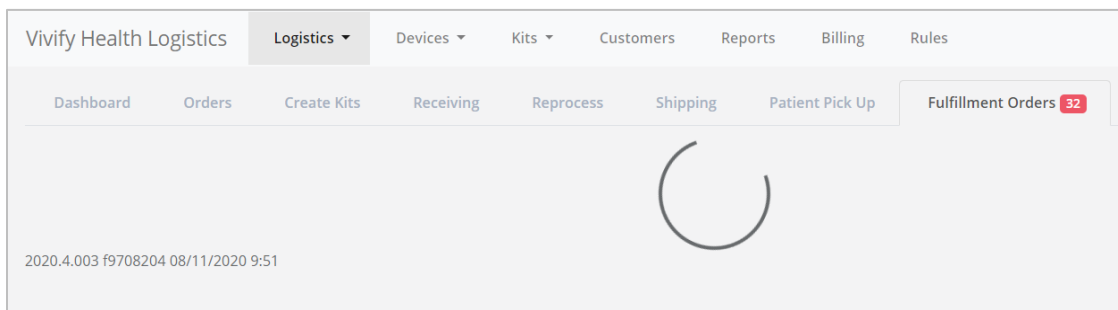 Vivify Health Logistics Logistics Devices Kits Customers Reports Billing Rules
Dashboard Orders Create Kits Receiving Reprocess Shipping Patient Pick Up Fulfillment Orders 32
2020.4.003 f9708204 08/11/2020 9:51